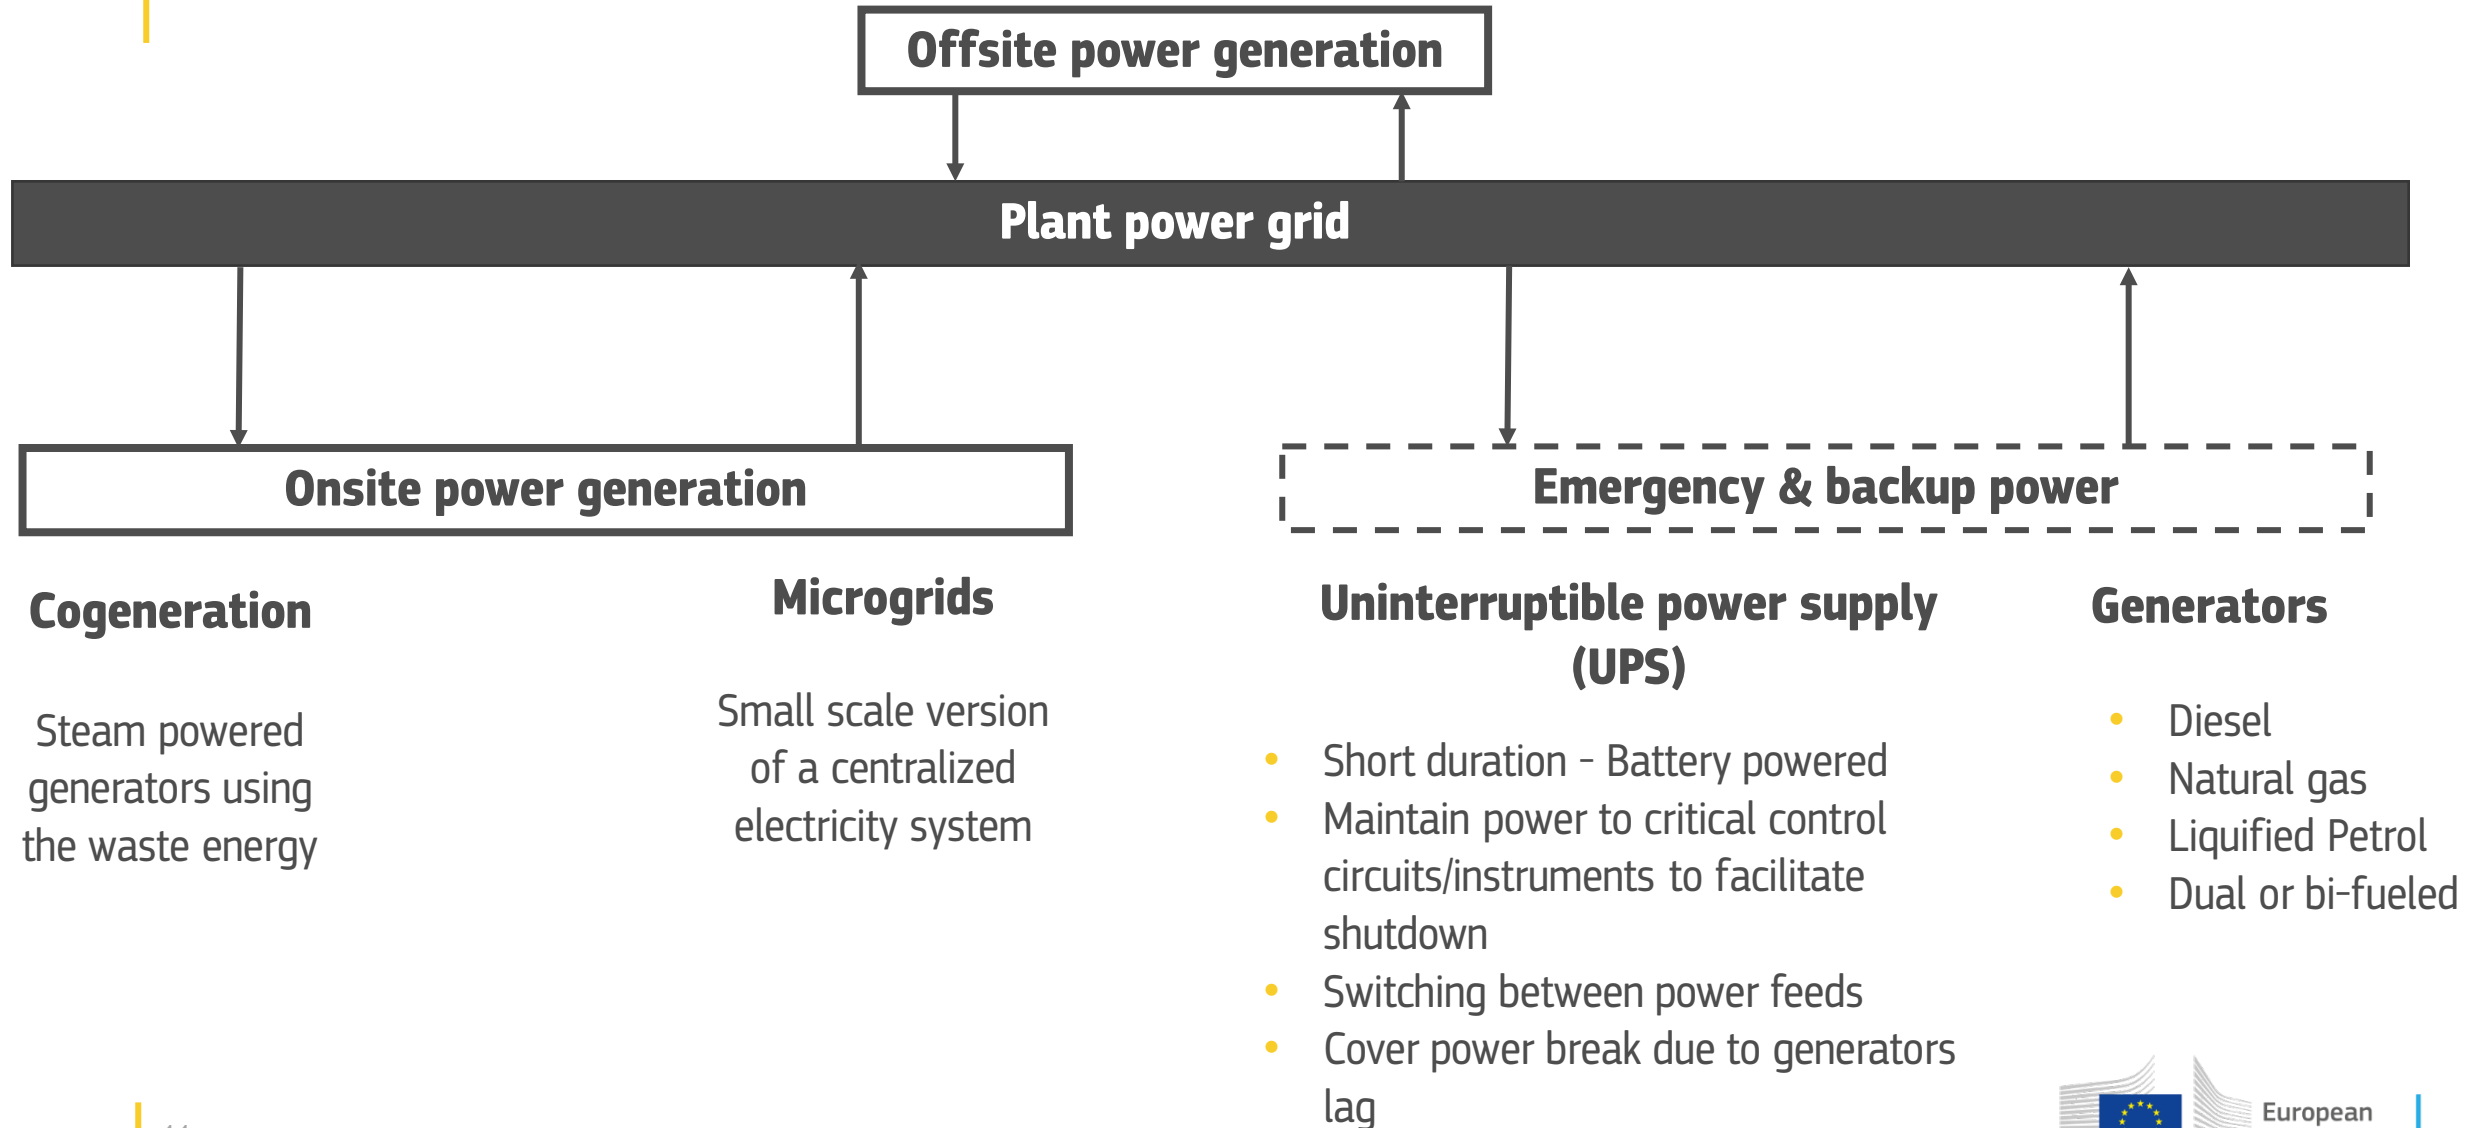 Offsite power generation
Plant power grid
Onsite power generation
Emergency & backup power
Cogeneration
Steam powered
generators using
the waste energy
Microgrids
Small scale version
of a centralized
electricity system
Uninterruptible power supply
(UPS)
• Short duration - Battery powered
• Maintain power to critical control
circuits/instruments to facilitate
shutdown
• Switching between power feeds
• Cover power break due to generators
lag
Generators
• Diesel
• Natural gas
• Liquified Petrol
• Dual or bi-fueled
European